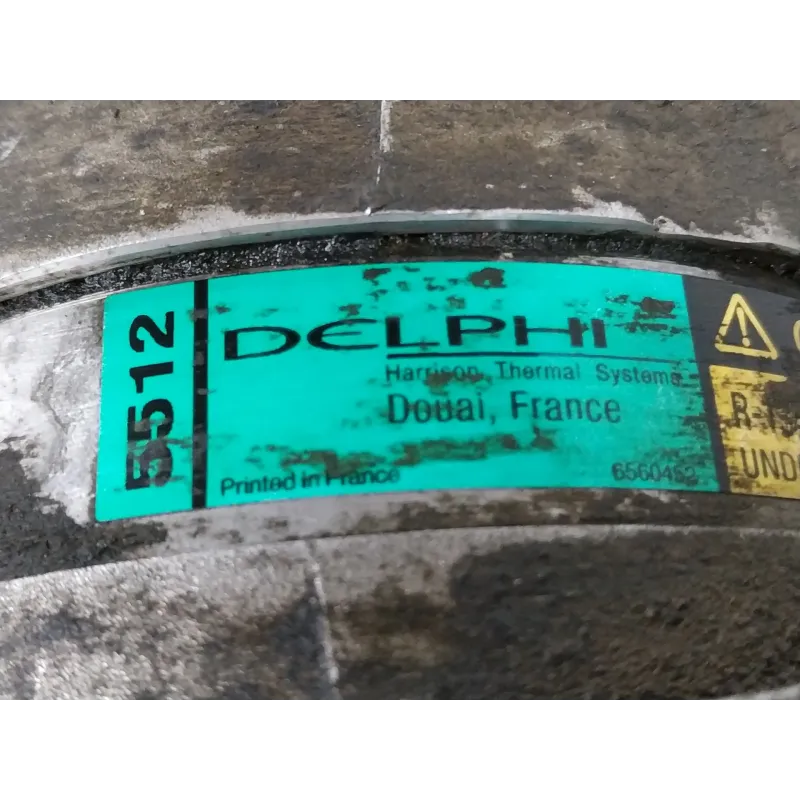 5512
DELPHI
Harrison Thermal Systems
Douai, France
Printed in France
6560452